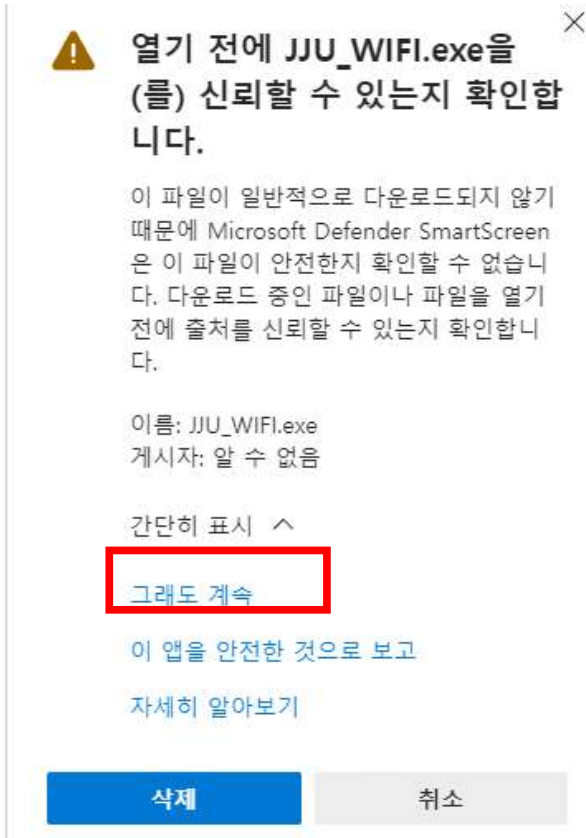 열기 전에 JJU_WIFI.exe을
(를) 신뢰할 수 있는지 확인합
니다.
이 파일이 일반적으로 다운로드되지 않기
때문에 Microsoft Defender SmartScreen
은 이 파일이 안전한지 확인할 수 없습니
다. 다운로드 중인 파일이나 파일을 열기
전에 출처를 신뢰할 수 있는지 확인합니
다.
이름: JJU_WIFI.exe
게시자: 알 수 없음
간단히 표시
그래도 계속
이 앱을 안전한 것으로 보고
자세히 알아보기
삭제 취소